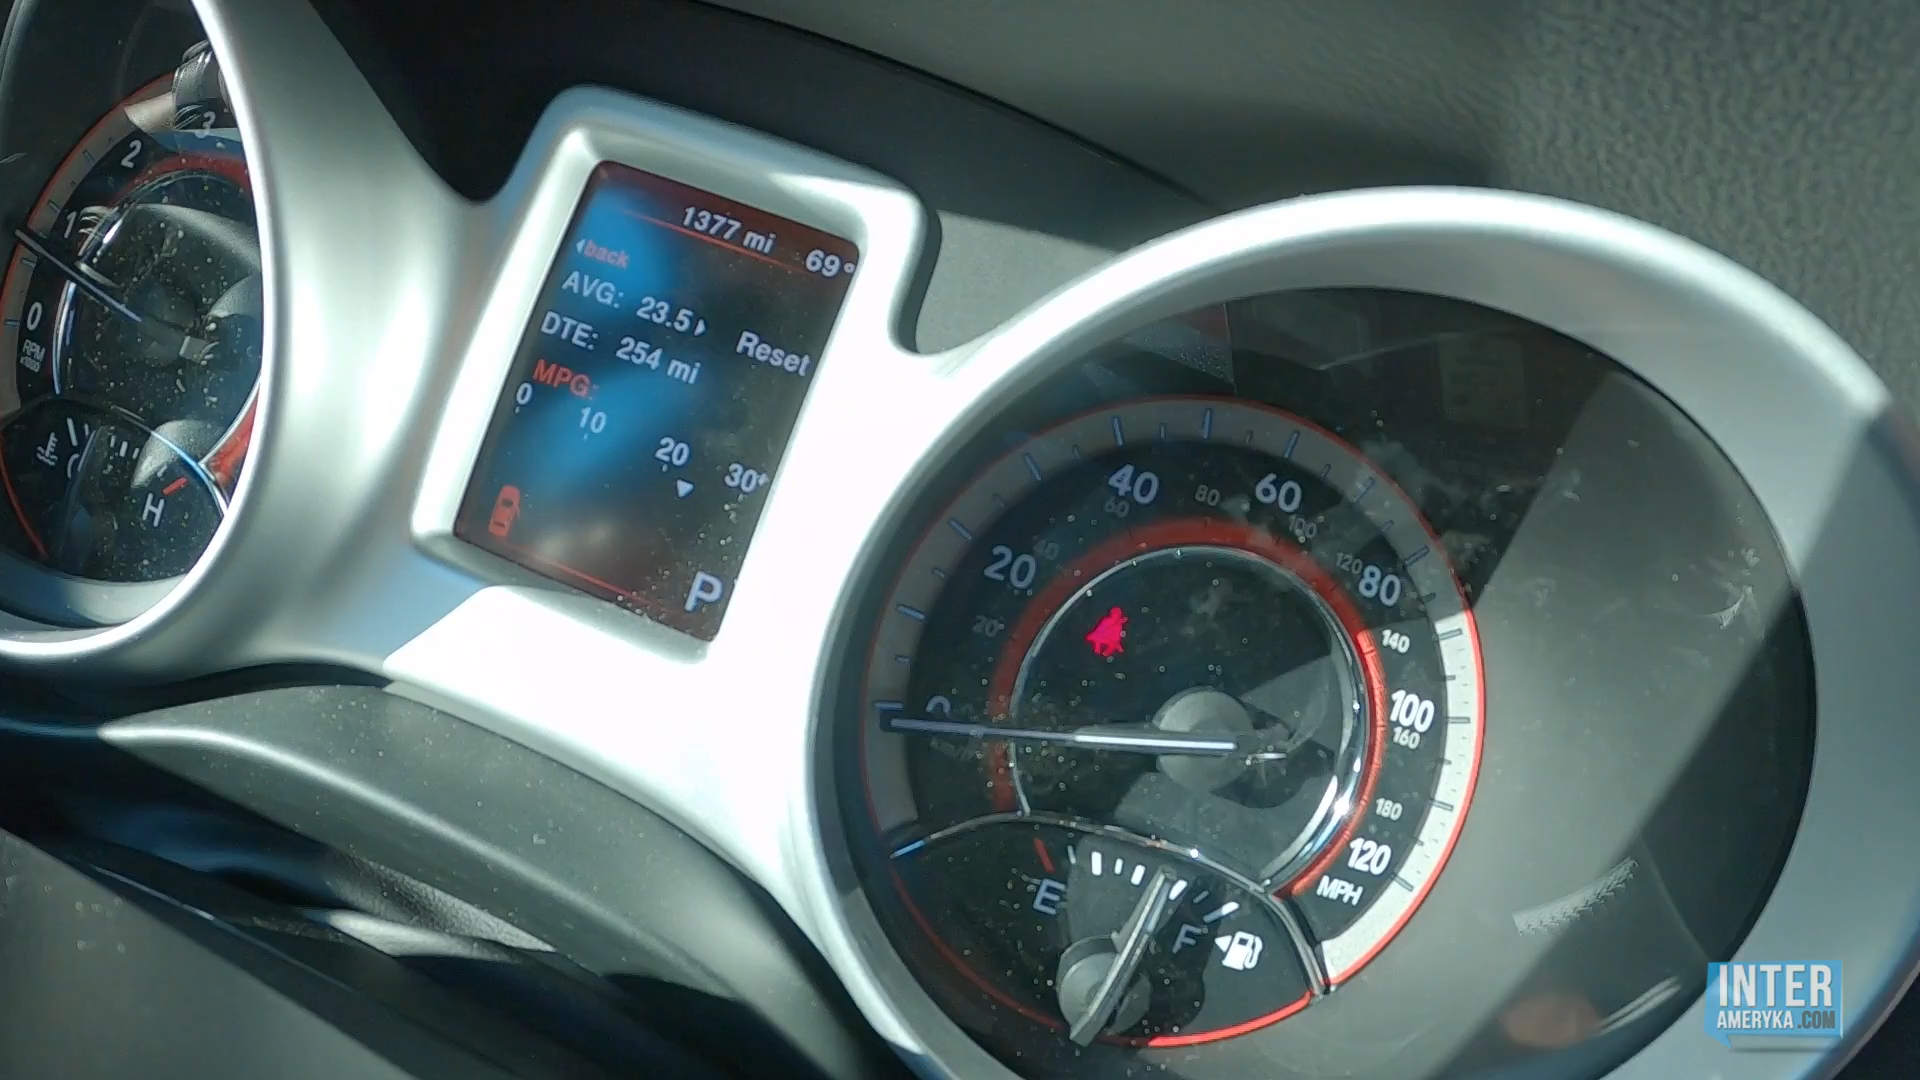 3
2
1
0
RPM
H
1377 mi
69°
back
AVG: 23.5
Reset
DTE: 254 mi
MPG:
0 10 20 30+
P
20 40 60 80 100 120
MPH
20 40 60 80 100 120 140 160 180
E
F
INTER
AMERYKA.COM